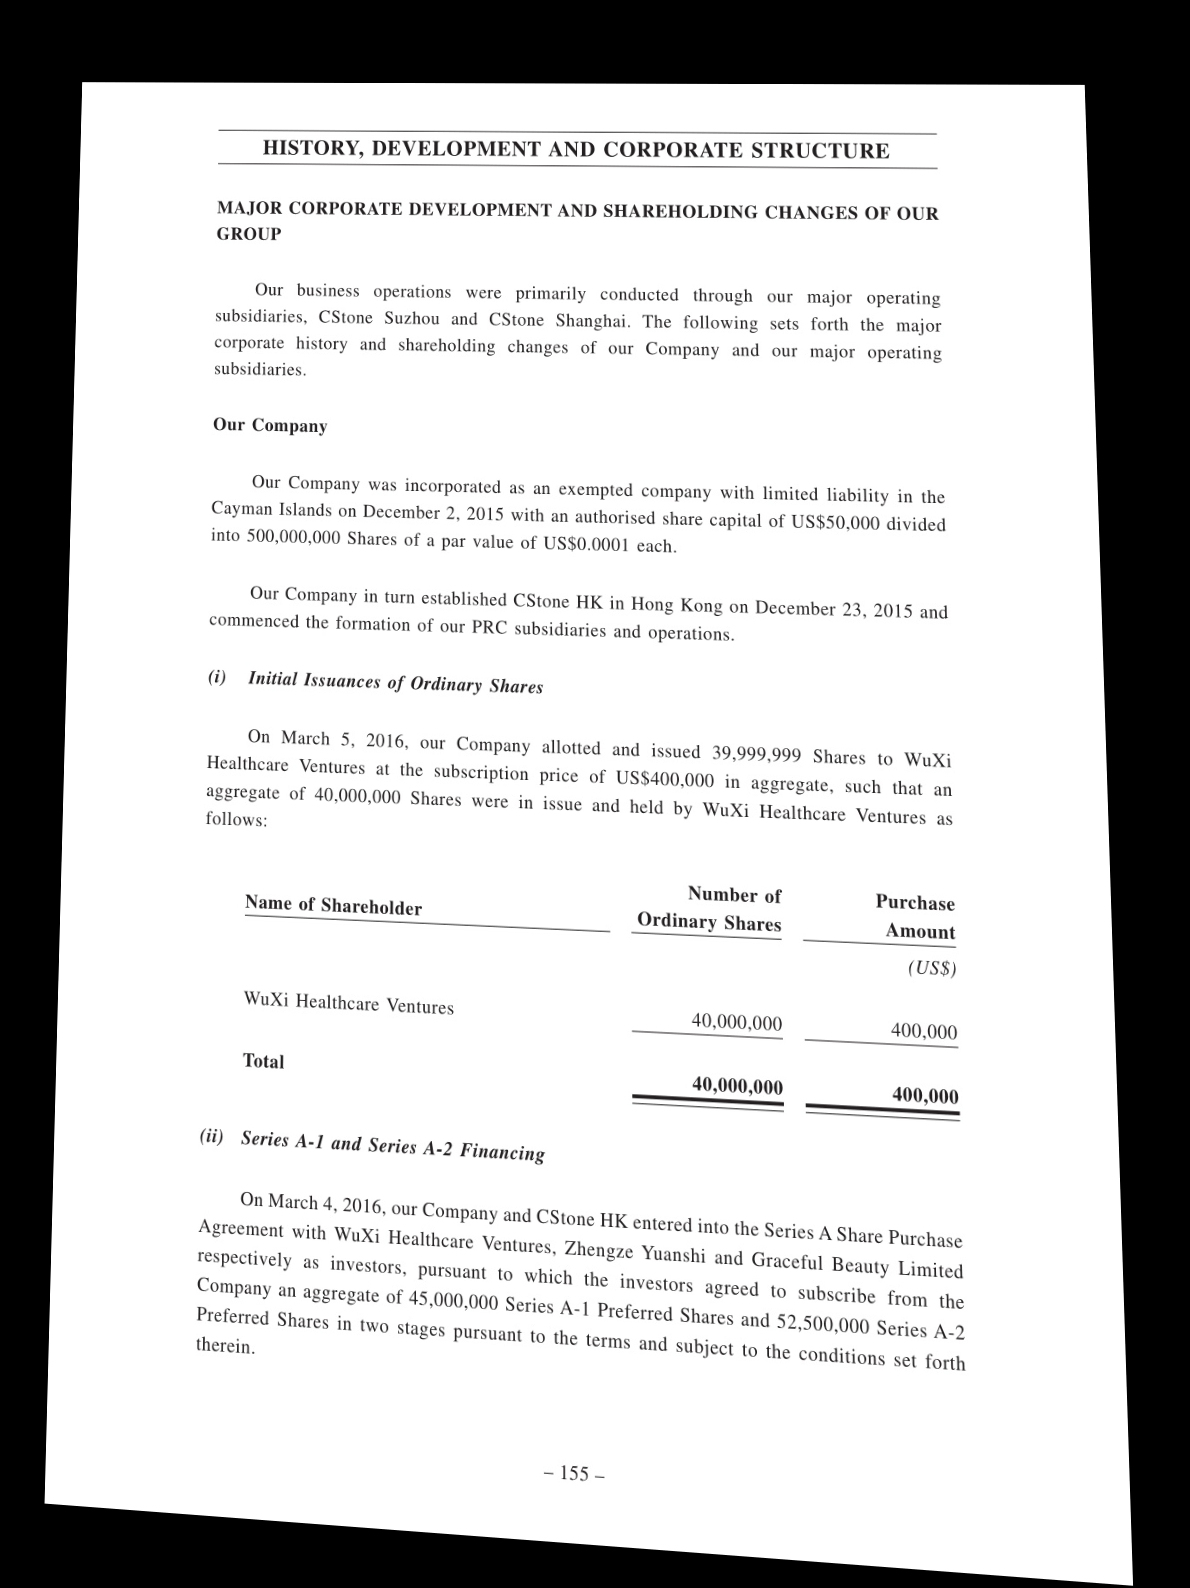 HISTORY, DEVELOPMENT AND CORPORATE STRUCTURE
MAJOR CORPORATE DEVELOPMENT AND SHAREHOLDING CHANGES OF OUR
GROUP
Our business operations were primarily conducted through our major operating
subsidiaries, CStone Suzhou and CStone Shanghai. The following sets forth the major
corporate history and shareholding changes of our Company and our major operating
subsidiaries.
Our Company
Our Company was incorporated as an exempted company with limited liability in the
Cayman Islands on December 2, 2015 with an authorised share capital of US$50,000 divided
into 500,000,000 Shares of a par value of US$0.0001 each.
Our Company in turn established CStone HK in Hong Kong on December 23, 2015 and
commenced the formation of our PRC subsidiaries and operations.
(i) Initial Issuances of Ordinary Shares
On March 5, 2016, our Company allotted and issued 39,999,999 Shares to WuXi
Healthcare Ventures at the subscription price of US$400,000 in aggregate, such that an
aggregate of 40,000,000 Shares were in issue and held by WuXi Healthcare Ventures as
follows:
Number of Purchase
Name of Shareholder Ordinary Shares Amount
(US$)
WuXi Healthcare Ventures 40,000,000 400,000
Total 40,000,000 400,000
(ii) Series A-1 and Series A-2 Financing
On March 4, 2016, our Company and CStone HK entered into the Series A Share Purchase
Agreement with WuXi Healthcare Ventures, Zhengze Yuanshi and Graceful Beauty Limited
respectively as investors, pursuant to which the investors agreed to subscribe from the
Company an aggregate of 45,000,000 Series A-1 Preferred Shares and 52,500,000 Series A-2
Preferred Shares in two stages pursuant to the terms and subject to the conditions set forth
therein.
– 155 –